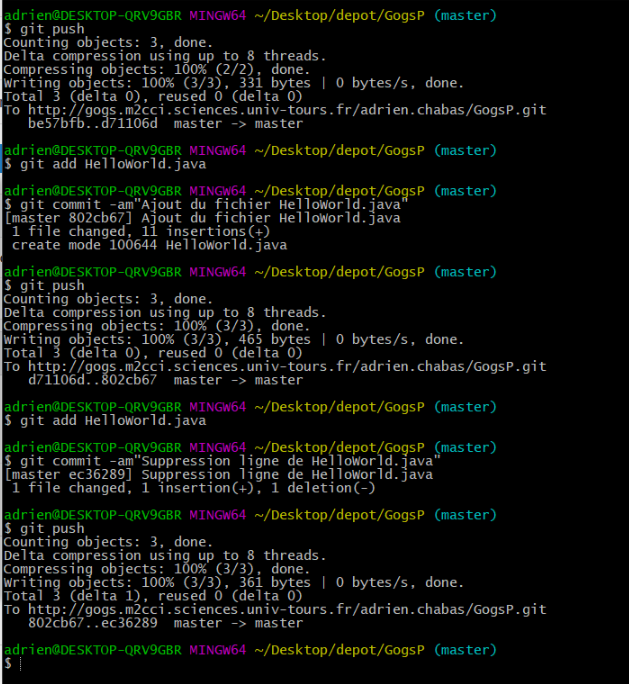 adrien@DESKTOP-QRV9GBR MINGW64 ~/Desktop/depot/GogsP (master)
$ git push
Counting objects: 3, done.
Delta compression using up to 8 threads.
Compressing objects: 100% (2/2), done.
Writing objects: 100% (3/3), 331 bytes | 0 bytes/s, done.
Total 3 (delta 0), reused 0 (delta 0)
To http://gogs.m2cci.sciences.univ-tours.fr/adrien.chabas/GogsP.git
   be57bfb..d71106d  master -> master

adrien@DESKTOP-QRV9GBR MINGW64 ~/Desktop/depot/GogsP (master)
$ git add HelloWorld.java

adrien@DESKTOP-QRV9GBR MINGW64 ~/Desktop/depot/GogsP (master)
$ git commit -am"Ajout du fichier HelloWorld.java"
[master 802cb67] Ajout du fichier HelloWorld.java
 1 file changed, 11 insertions(+)
 create mode 100644 HelloWorld.java

adrien@DESKTOP-QRV9GBR MINGW64 ~/Desktop/depot/GogsP (master)
$ git push
Counting objects: 3, done.
Delta compression using up to 8 threads.
Compressing objects: 100% (3/3), done.
Writing objects: 100% (3/3), 465 bytes | 0 bytes/s, done.
Total 3 (delta 0), reused 0 (delta 0)
To http://gogs.m2cci.sciences.univ-tours.fr/adrien.chabas/GogsP.git
   d71106d..802cb67  master -> master

adrien@DESKTOP-QRV9GBR MINGW64 ~/Desktop/depot/GogsP (master)
$ git add HelloWorld.java

adrien@DESKTOP-QRV9GBR MINGW64 ~/Desktop/depot/GogsP (master)
$ git commit -am"Suppression ligne de HelloWorld.java"
[master ec36289] Suppression ligne de HelloWorld.java
 1 file changed, 1 insertion(+), 1 deletion(-)

adrien@DESKTOP-QRV9GBR MINGW64 ~/Desktop/depot/GogsP (master)
$ git push
Counting objects: 3, done.
Delta compression using up to 8 threads.
Compressing objects: 100% (3/3), done.
Writing objects: 100% (3/3), 361 bytes | 0 bytes/s, done.
Total 3 (delta 1), reused 0 (delta 0)
To http://gogs.m2cci.sciences.univ-tours.fr/adrien.chabas/GogsP.git
   802cb67..ec36289  master -> master

adrien@DESKTOP-QRV9GBR MINGW64 ~/Desktop/depot/GogsP (master)
$